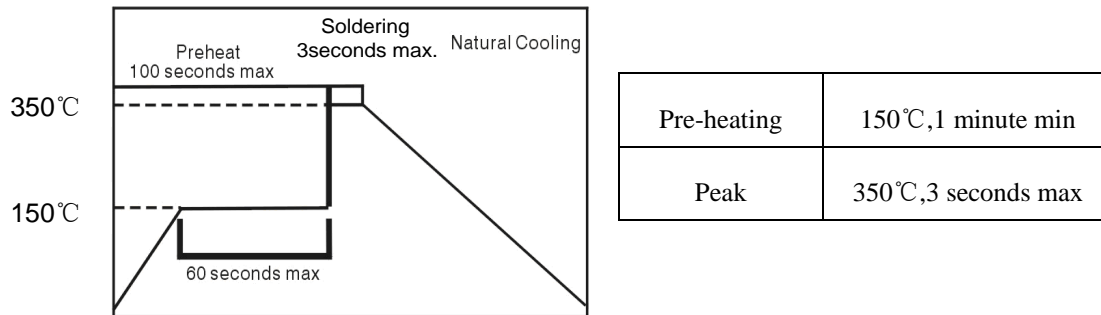 Preheat
100 seconds max
Soldering
3seconds max.
Natural Cooling
350℃
150℃
60 seconds max
Pre-heating 150℃,1 minute min
Peak 350℃,3 seconds max